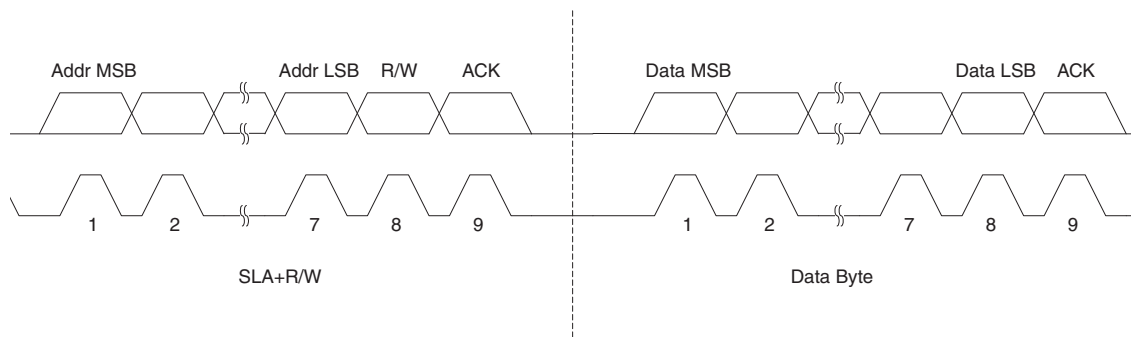 Addr MSB Addr LSB R/W ACK Data MSB Data LSB ACK
1 2 7 8 9 1 2 7 8 9
SLA+R/W Data Byte